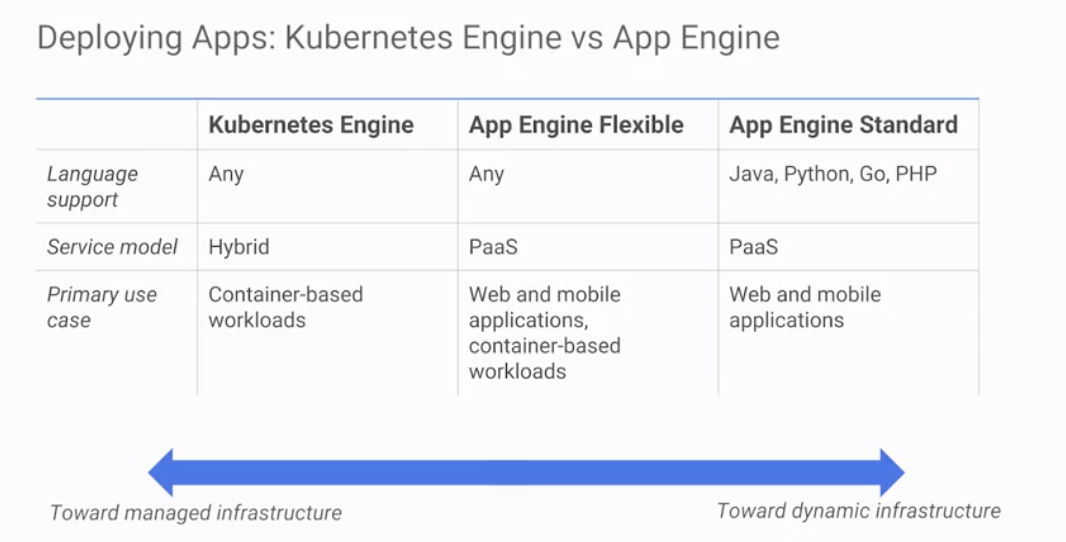 Deploying Apps: Kubernetes Engine vs App Engine
Kubernetes Engine
App Engine Flexible
App Engine Standard
Language
support
Any
Any
Java, Python, Go, PHP
Service model
Hybrid
PaaS
PaaS
Primary use
case
Container-based
workloads
Web and mobile
applications,
container-based
workloads
Web and mobile
applications
Toward managed infrastructure
Toward dynamic infrastructure